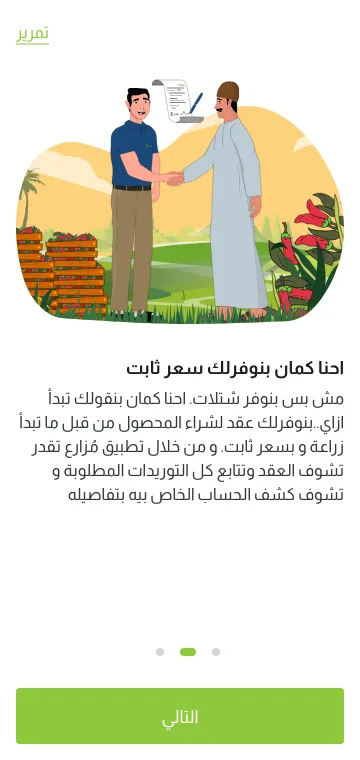 تمرير
احنا كمان بنوفرلك سعر ثابت
مش بس بنوفر شتلات. احنا كمان بنقولك تبدأ
ازاي..بنوفرلك عقد لشراء المحصول من قبل ما تبدأ
زراعة و بسعر ثابت. و من خلال تطبيق مُزارع تقدر
تشوف العقد وتتابع كل التوريدات المطلوبة و
تشوف كشف الحساب الخاص بيه بتفاصيله
التالي